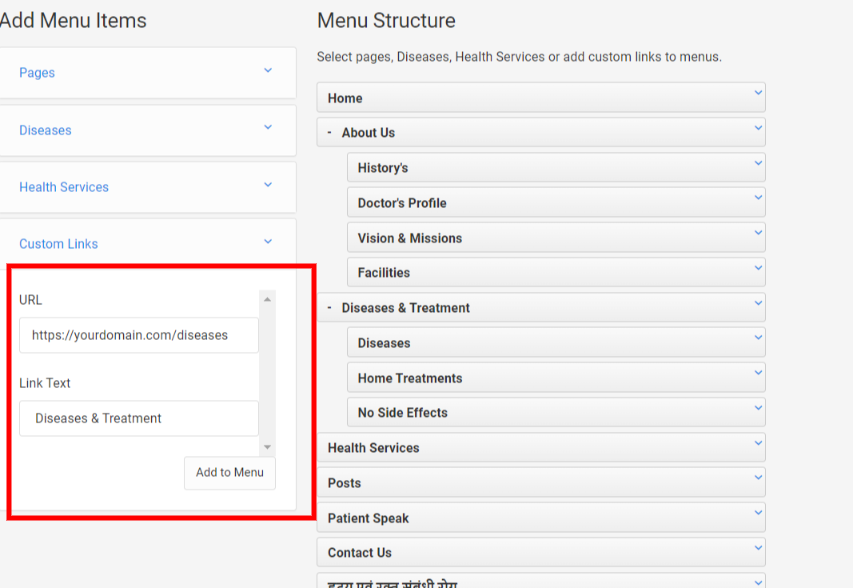 Add Menu Items
Pages
Diseases
Health Services
Custom Links
URL
https://yourdomain.com/diseases
Link Text
Diseases & Treatment
Add to Menu
Menu Structure
Select pages, Diseases, Health Services or add custom links to menus.
Home
- About Us
History's
Doctor's Profile
Vision & Missions
Facilities
- Diseases & Treatment
Diseases
Home Treatments
No Side Effects
Health Services
Posts
Patient Speak
Contact Us
हृदय एवं रक्त संबंधी रोग